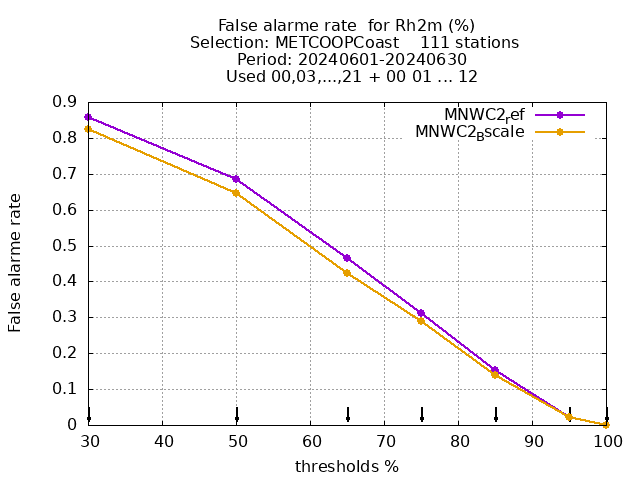 False alarme rate  for Rh2m (%)
Selection: METCOOPCoast    111 stations
Period: 20240601-20240630
Used 00,03,...,21 + 00 01 ... 12
MNWC2ref
MNWC2Bscale
False alarme rate
0.9
0.8
0.7
0.6
0.5
0.4
0.3
0.2
0.1
0
30 40 50 60 70 80 90 100
thresholds %